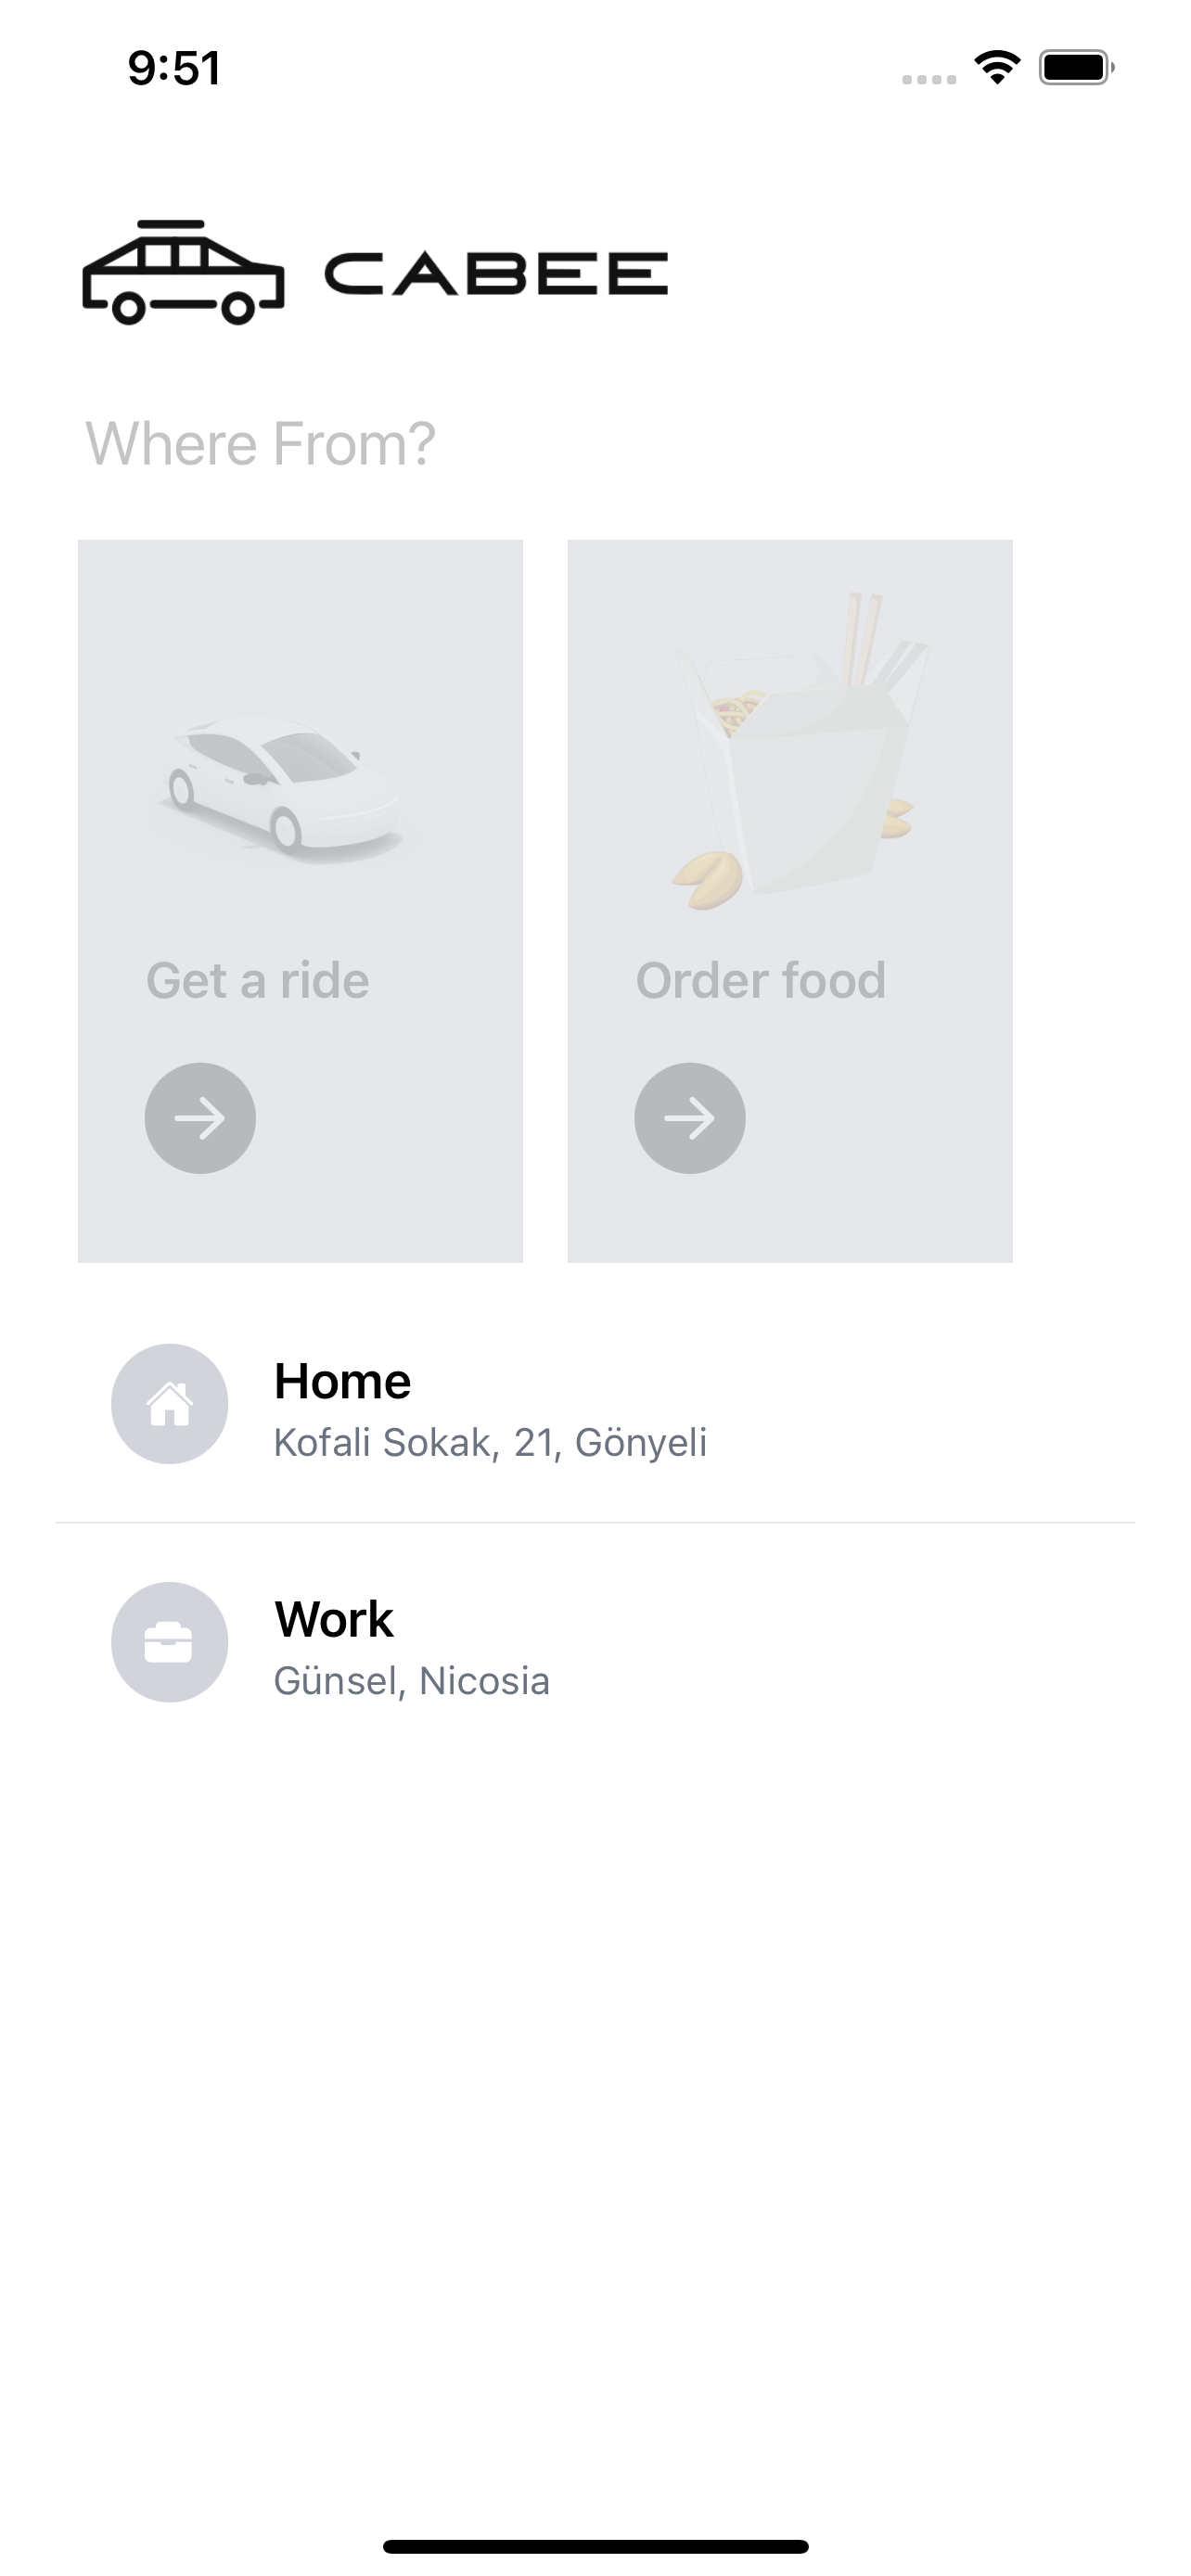 9:51
CABEE
Where From?
Get a ride
Order food
Home
Kofali Sokak, 21, Gönyeli
Work
Günsel, Nicosia